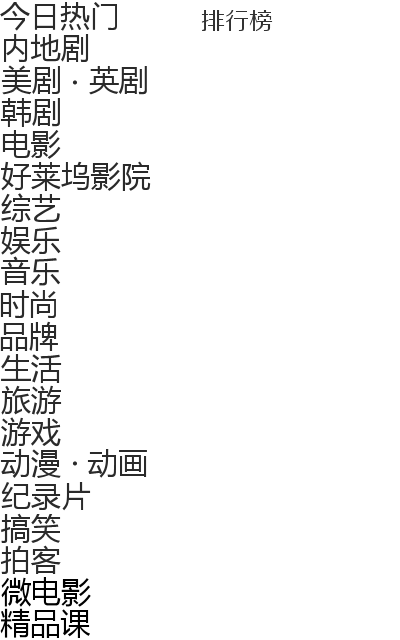 今日热门
排行榜
内地剧
美剧 · 英剧
韩剧
电影
好莱坞影院
综艺
娱乐
音乐
时尚
品牌
生活
旅游
游戏
动漫 · 动画
纪录片
搞笑
拍客
微电影
精品课